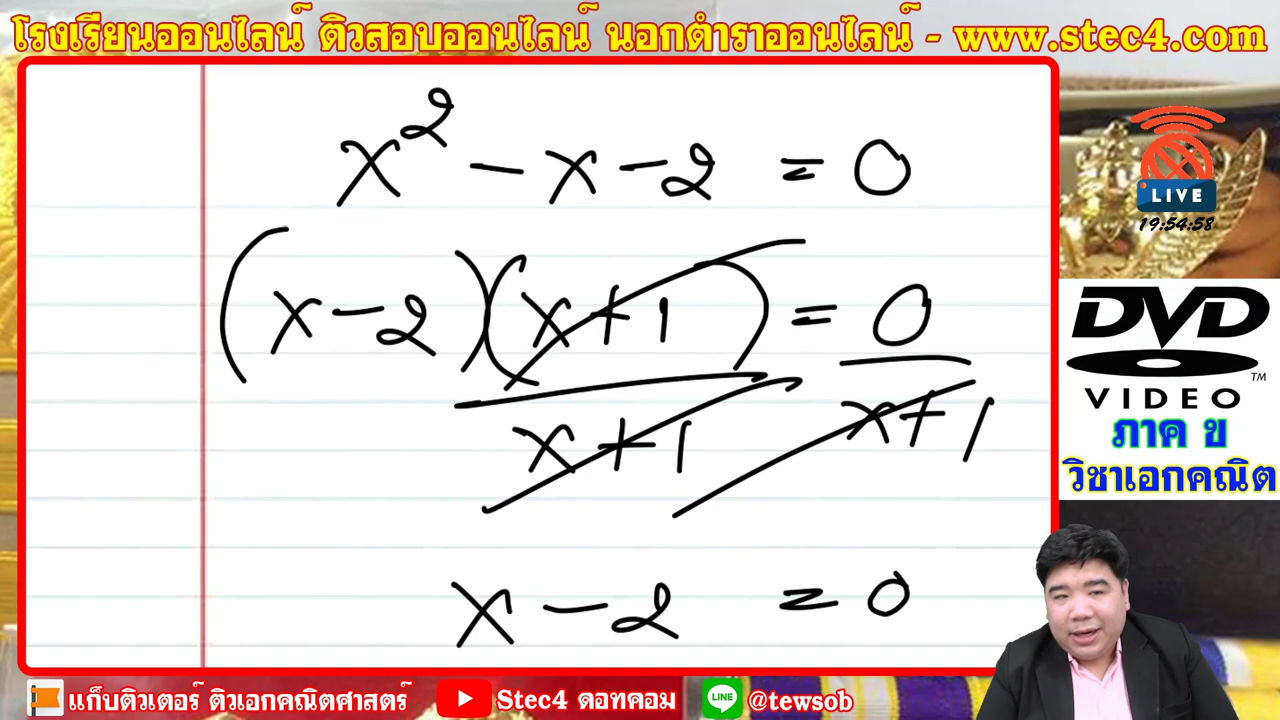 โรงเรียนออนไลน์ ติวสอบออนไลน์ นอกตำราออนไลน์ - www.stec4.com
x² - x - 2 = 0
(x - 2)(x + 1) = 0
x + 1 x + 1
x - 2 = 0
LIVE
19:54:58
DVD
TM
VIDEO
ภาค ข
วิชาเอกคณิต
แก็บติวเตอร์ ติวเอกคณิตศาสตร์ Stec4 ดอทคอม LINE @tewsob